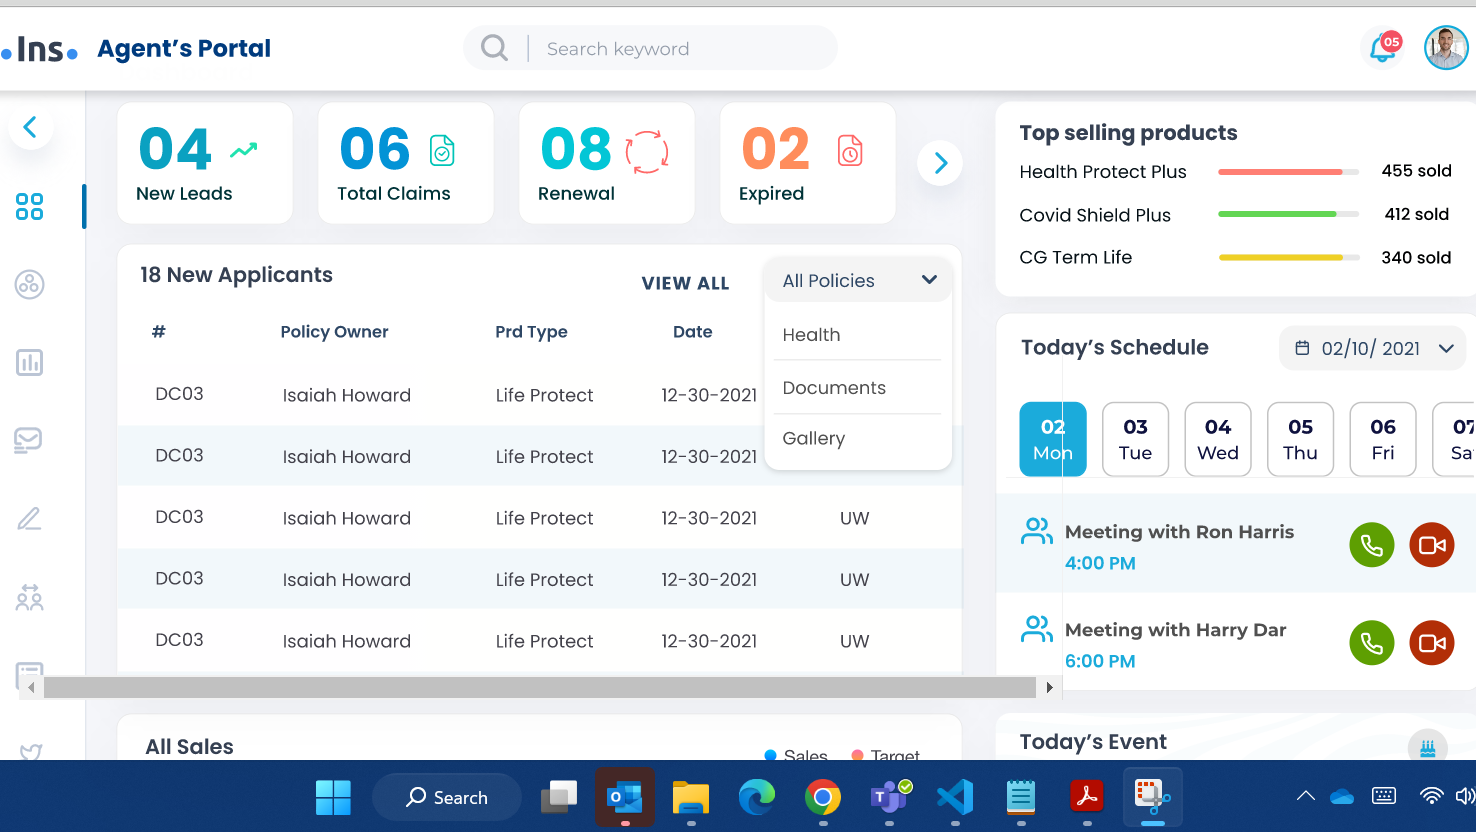 .Ins.
Agent's Portal
Search keyword
05
04
New Leads
06
Total Claims
08
Renewal
02
Expired
Top selling products
Health Protect Plus 455 sold
Covid Shield Plus 412 sold
CG Term Life 340 sold
18 New Applicants
VIEW ALL
All Policies
Health
Documents
Gallery
# Policy Owner Prd Type Date
DC03 Isaiah Howard Life Protect 12-30-2021
DC03 Isaiah Howard Life Protect 12-30-2021
DC03 Isaiah Howard Life Protect 12-30-2021 UW
DC03 Isaiah Howard Life Protect 12-30-2021 UW
DC03 Isaiah Howard Life Protect 12-30-2021 UW
Today's Schedule
02/10/ 2021
02 03 04 05 06 07
Mon Tue Wed Thu Fri Sa
Meeting with Ron Harris
4:00 PM
Meeting with Harry Dar
6:00 PM
All Sales
Sales Target
Today's Event
Search